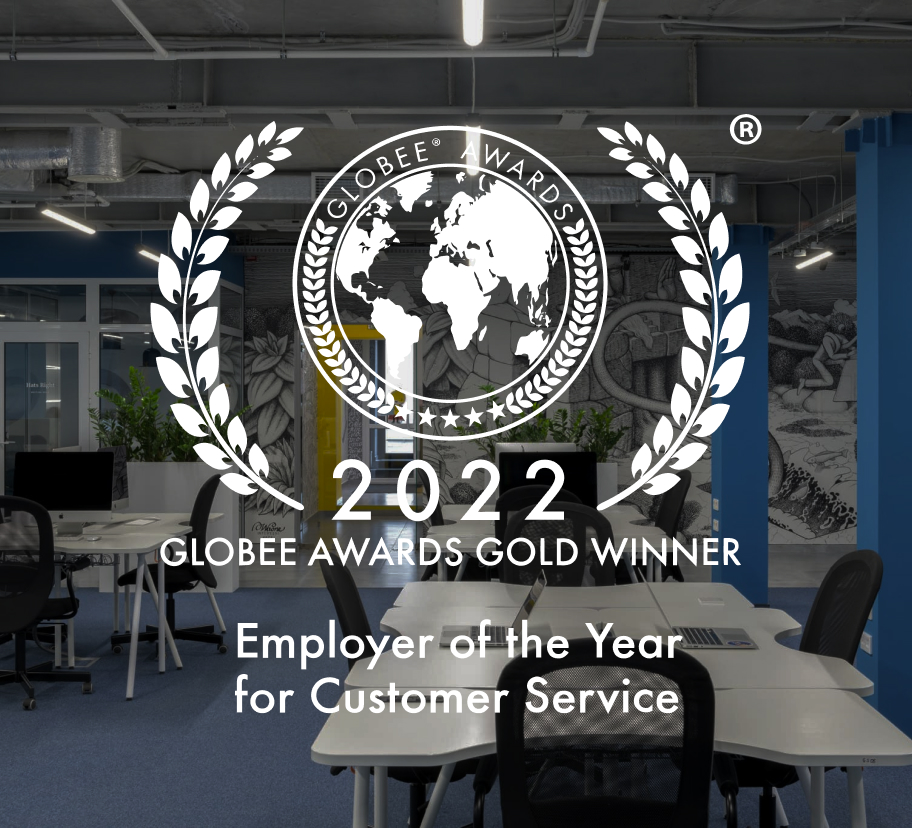 ®
GLOBEE® AWARDS
2022
GLOBEE AWARDS GOLD WINNER
Employer of the Year
for Customer Service